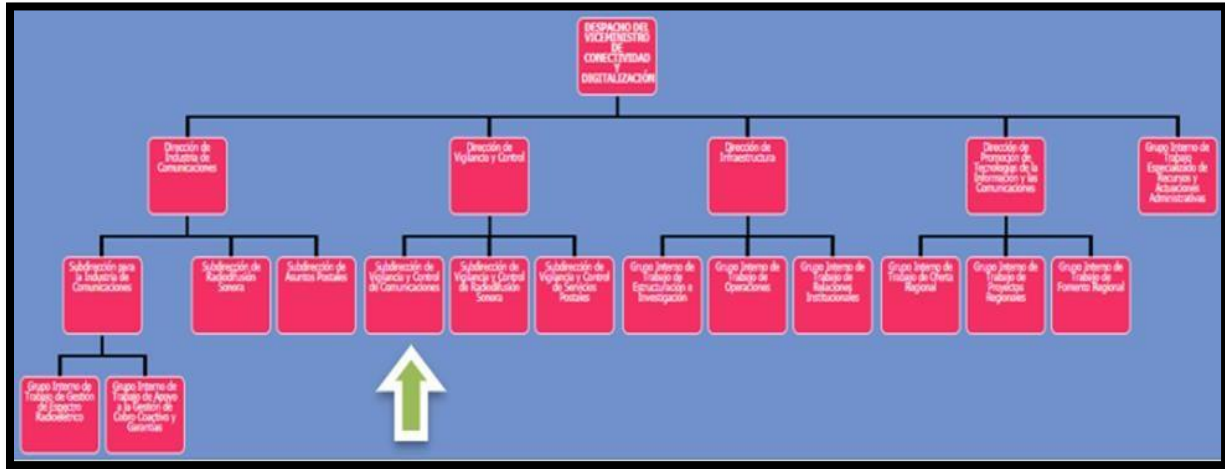 DESPACHO DEL
VICEMINISTRO
DE
CONECTIVIDAD
Y
DIGITALIZACIÓN
Dirección de
Industria de
Comunicaciones
Dirección de
Vigilancia y Control
Dirección de
Infraestructura
Dirección de
Promoción de
Tecnologías de la
Información y las
Comunicaciones
Grupo Interno de
Trabajo
Especializado de
Recursos y
Actuaciones
Administrativas
Subdirección para
la Industria de
Comunicaciones
Subdirección de
Radiodifusión
Sonora
Subdirección de
Asuntos Postales
Subdirección de
Vigilancia y Control
de Comunicaciones
Subdirección de
Vigilancia y Control
de Radiodifusión
Sonora
Subdirección de
Vigilancia y Control
de Servicios
Postales
Grupo Interno de
Trabajo de
Estructuración e
Investigación
Grupo Interno de
Trabajo de
Operaciones
Grupo Interno de
Trabajo de
Relaciones
Institucionales
Grupo Interno de
Trabajo de Oferta
Regional
Grupo Interno de
Trabajo de
Proyectos
Regionales
Grupo Interno de
Trabajo de
Fomento Regional
Grupo Interno de
Trabajo de Gestión
de Espectro
Radioelétrico
Grupo Interno de
Trabajo de Apoyo
a la Gestión de
Cobro Coactivo y
Garantías